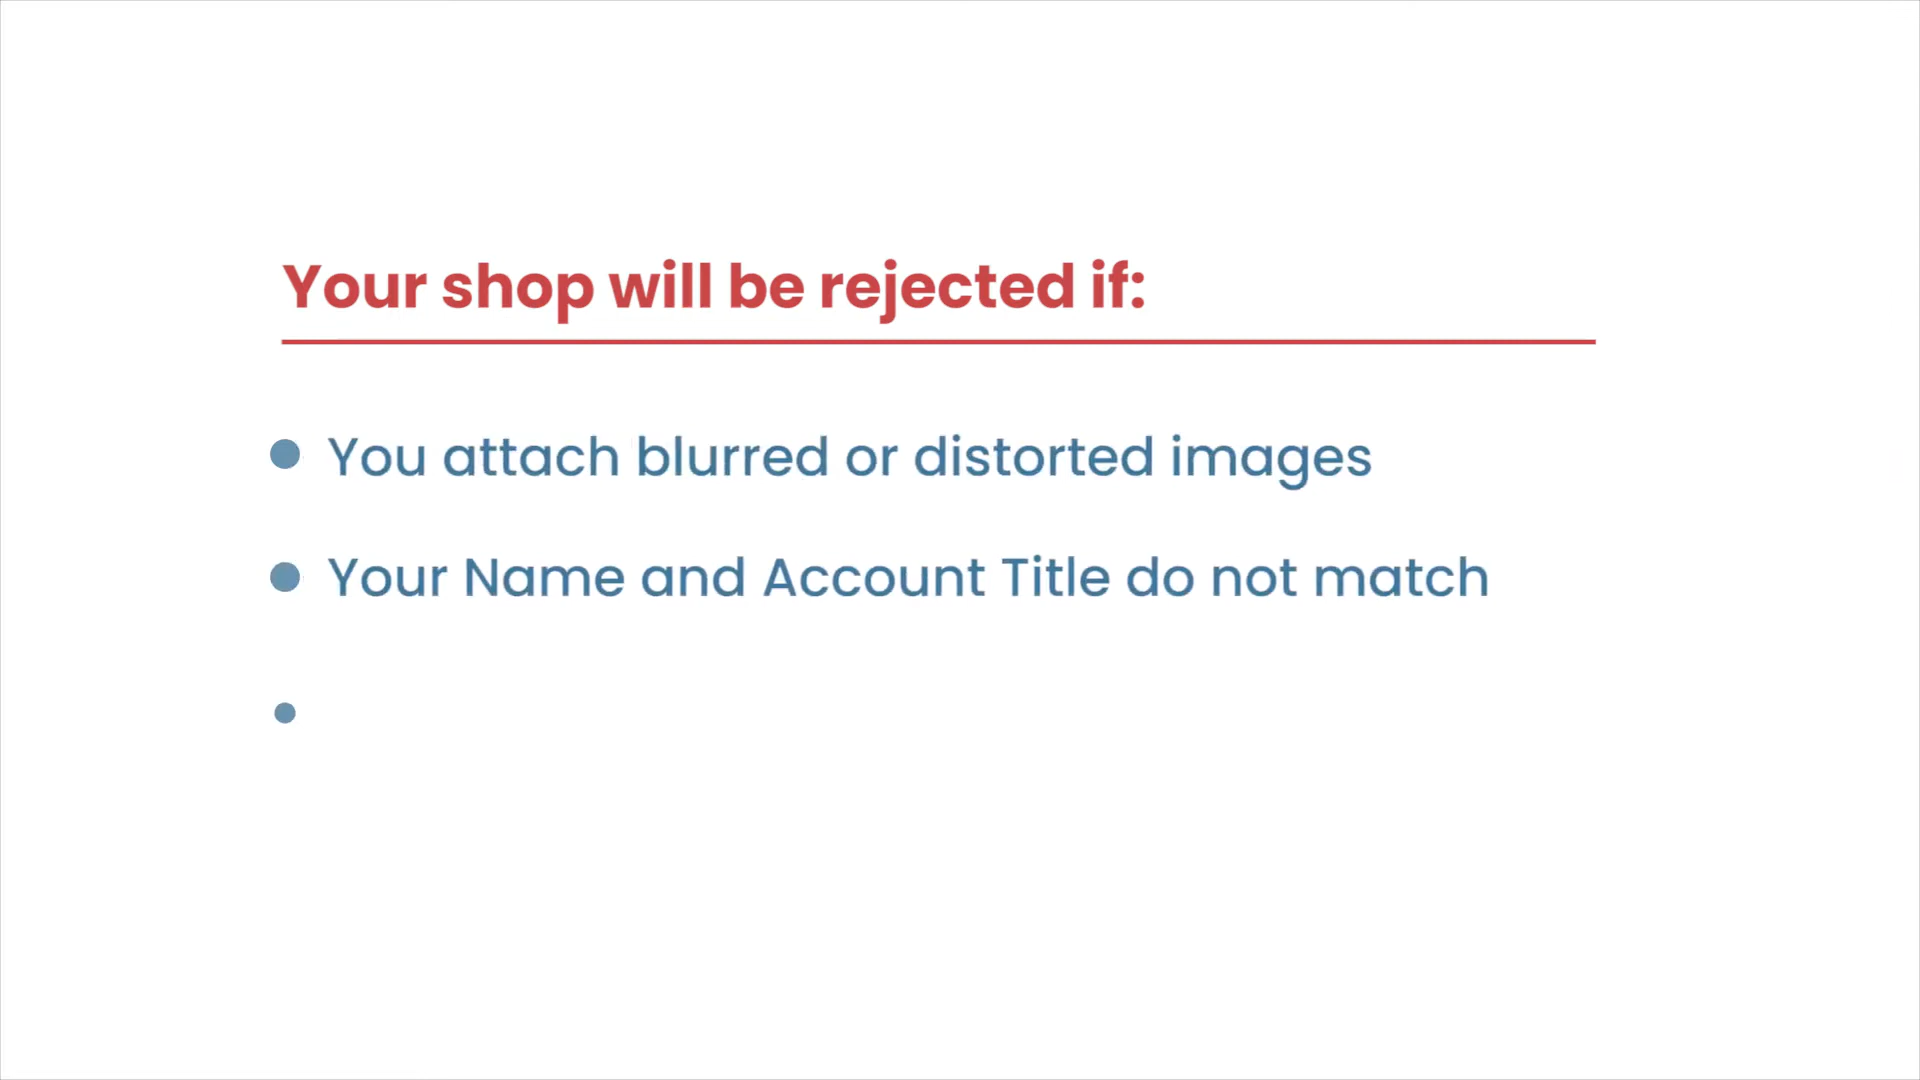 Your shop will be rejected if:
You attach blurred or distorted images
Your Name and Account Title do not match